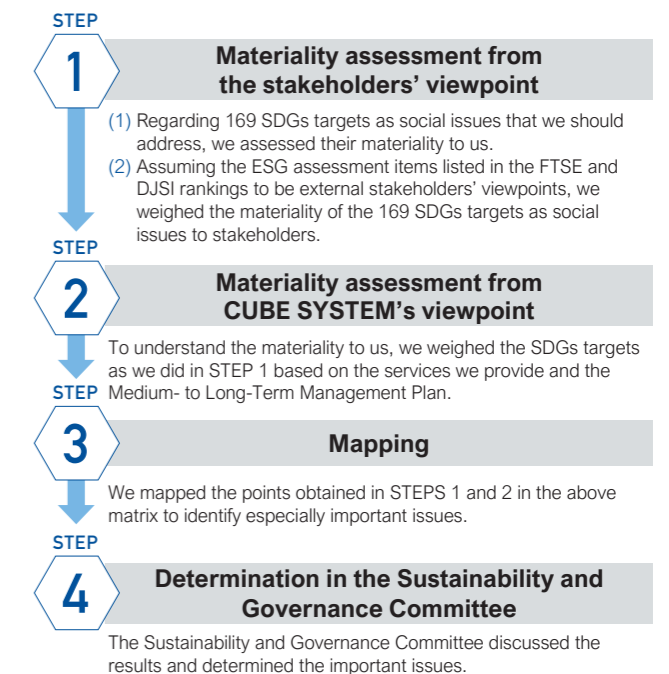 STEP
1
Materiality assessment from
the stakeholders’ viewpoint
(1) Regarding 169 SDGs targets as social issues that we should
address, we assessed their materiality to us.
(2) Assuming the ESG assessment items listed in the FTSE and
DJSI rankings to be external stakeholders’ viewpoints, we
weighed the materiality of the 169 SDGs targets as social
issues to stakeholders.
STEP
2
Materiality assessment from
CUBE SYSTEM’s viewpoint
To understand the materiality to us, we weighed the SDGs targets
as we did in STEP 1 based on the services we provide and the
Medium- to Long-Term Management Plan.
STEP
3
Mapping
We mapped the points obtained in STEPS 1 and 2 in the above
matrix to identify especially important issues.
STEP
4
Determination in the Sustainability and
Governance Committee
The Sustainability and Governance Committee discussed the
results and determined the important issues.